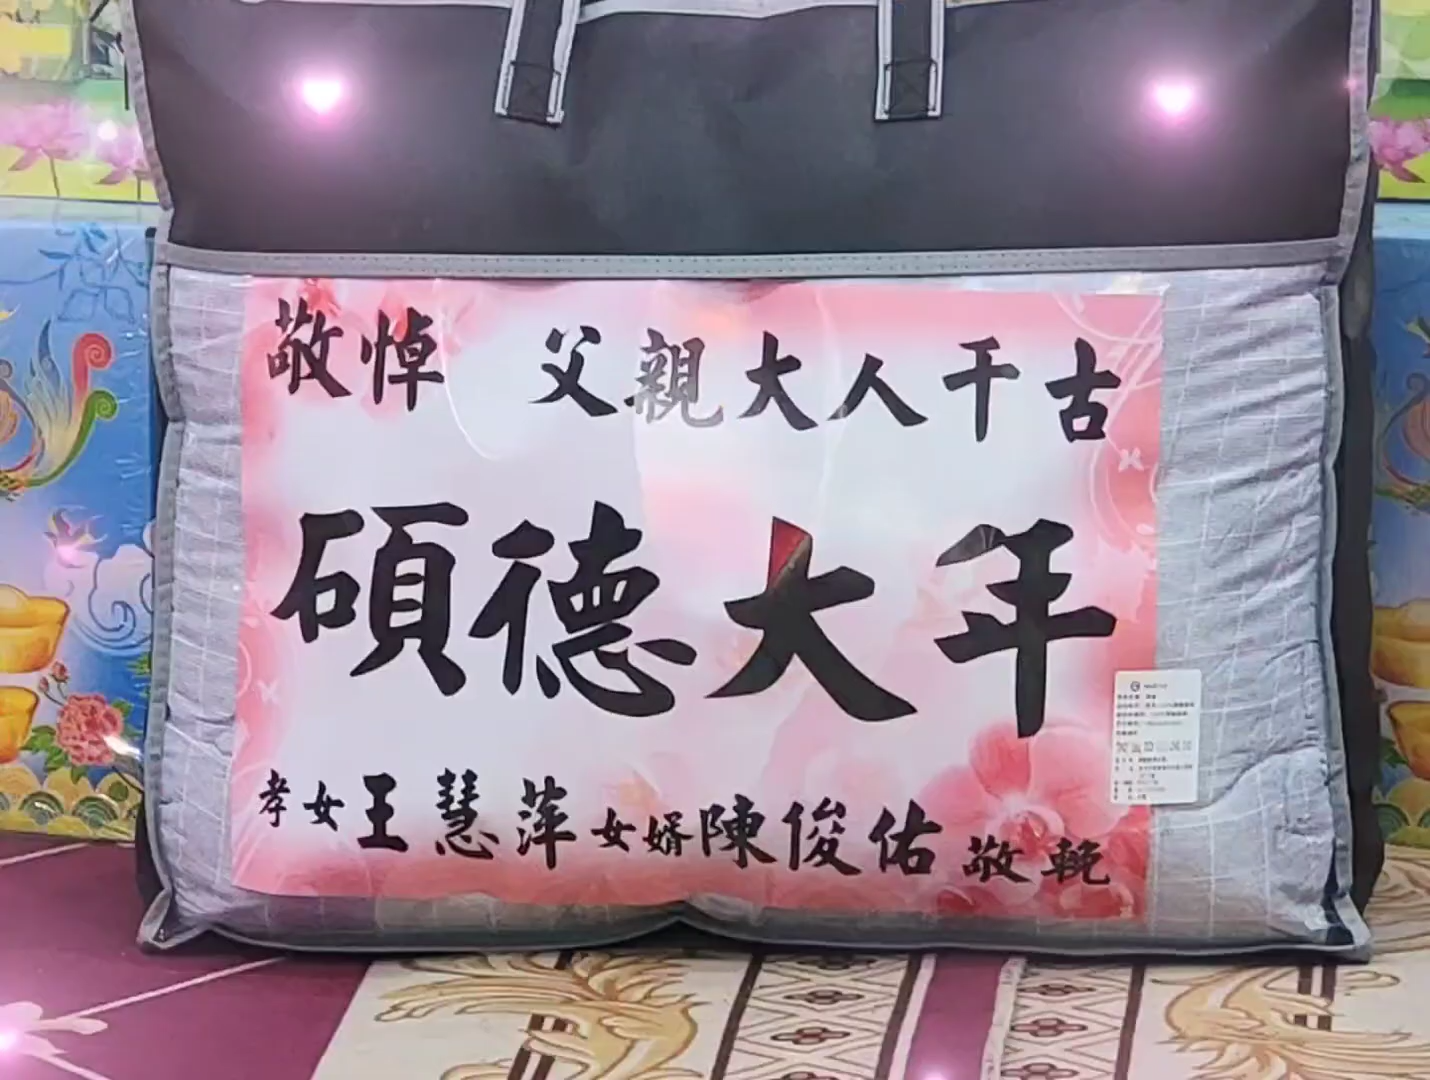 敬悼 父親大人千古
碩德大年
孝女王慧萍女婿陳俊佑敬輓